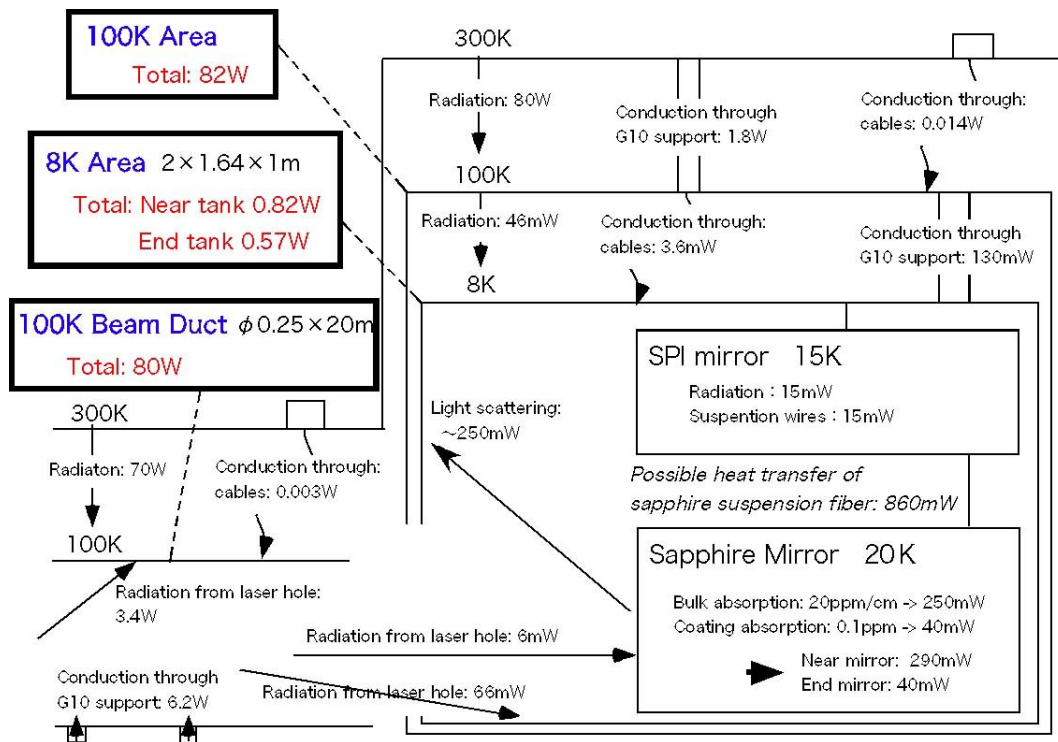 100K Area
Total: 82W
8K Area 2×1.64×1m
Total: Near tank 0.82W
End tank 0.57W
100K Beam Duct φ0.25×20m
Total: 80W
300K
Radiation: 80W
100K
Conduction through
G10 support: 1.8W
Conduction through:
cables: 0.014W
Radiation: 46mW
8K
Conduction through:
cables: 3.6mW
Conduction through
G10 support: 130mW
SPI mirror 15K
Radiation : 15mW
Suspention wires : 15mW
Light scattering:
~250mW
Possible heat transfer of
sapphire suspension fiber: 860mW
Sapphire Mirror 20K
Bulk absorption: 20ppm/cm -> 250mW
Coating absorption: 0.1ppm -> 40mW
Near mirror: 290mW
End mirror: 40mW
300K
Radiaton: 70W
Conduction through:
cables: 0.003W
100K
Radiation from laser hole:
3.4W
Radiation from laser hole: 6mW
Radiation from laser hole: 66mW
Conduction through
G10 support: 6.2W